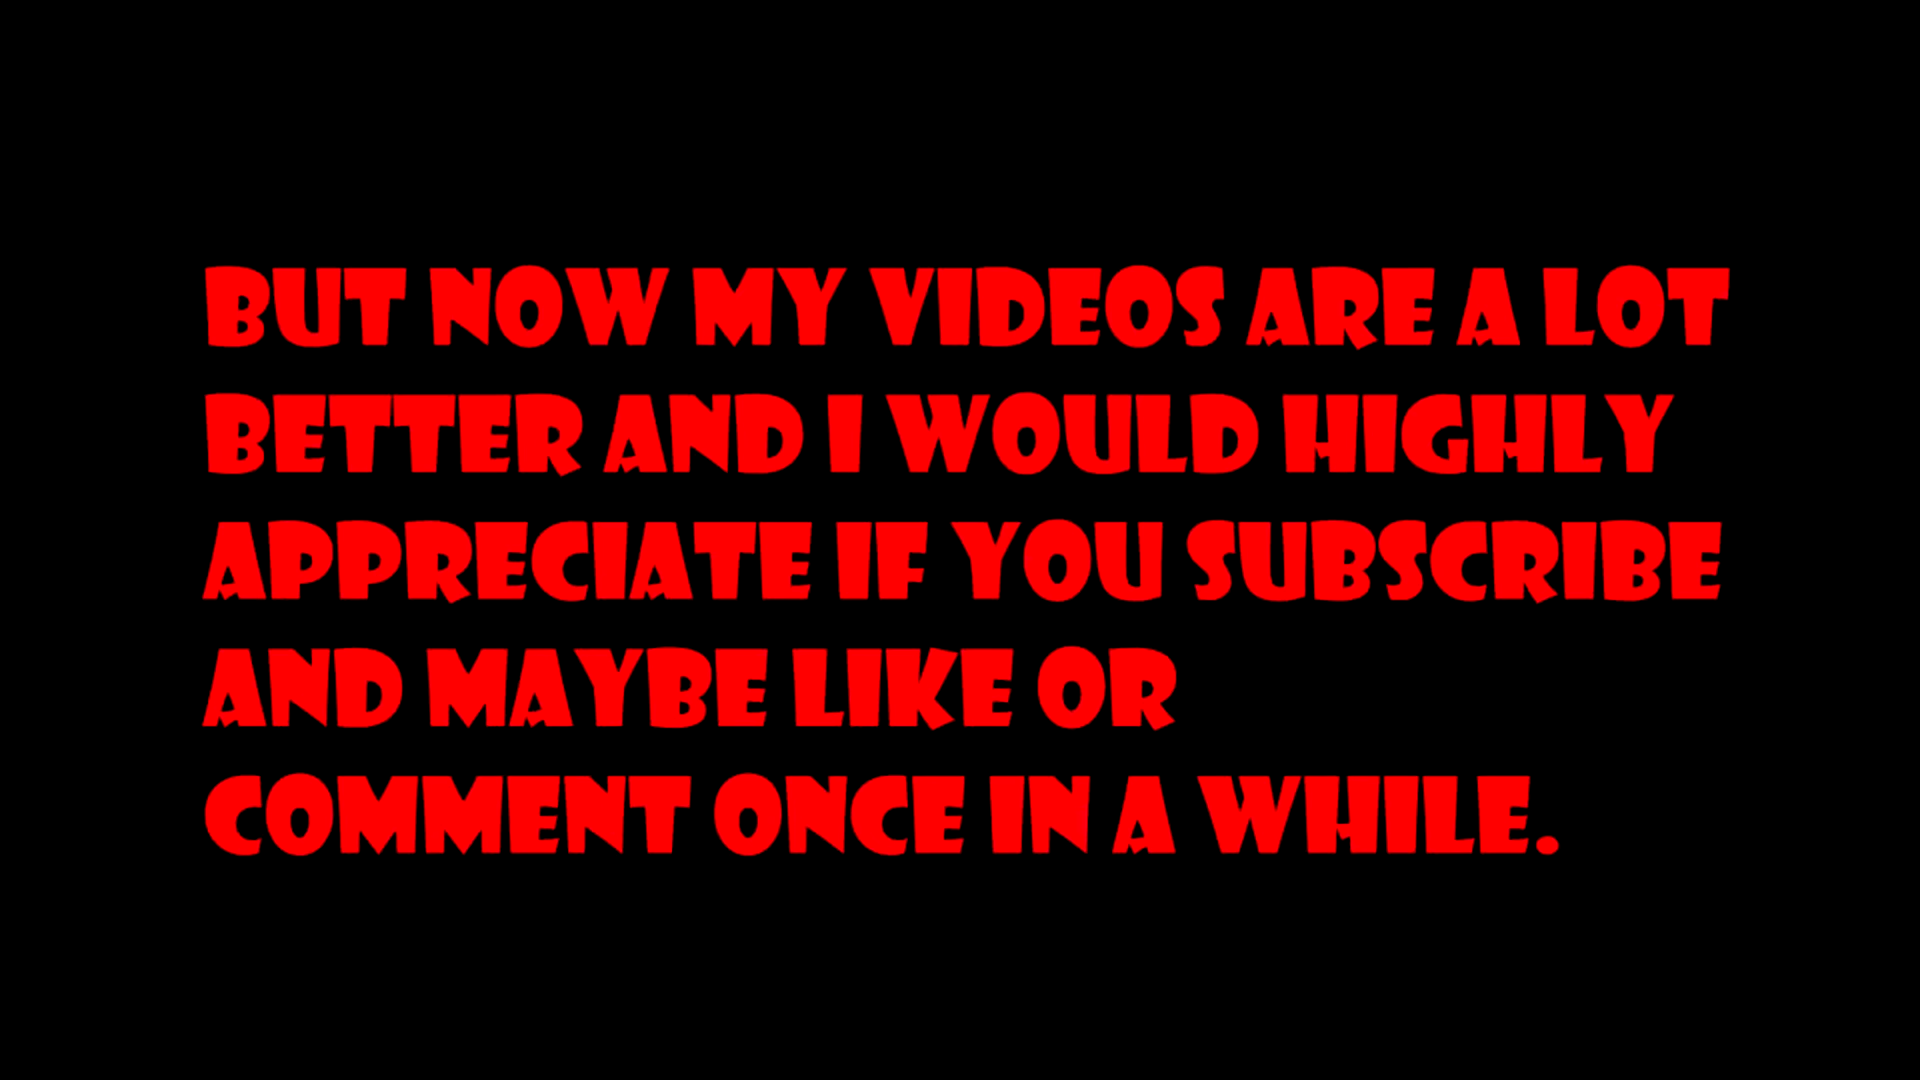 BUT NOW MY VIDEOS ARE A LOT
BETTER AND I WOULD HIGHLY
APPRECIATE IF YOU SUBSCRIBE
AND MAYBE LIKE OR
COMMENT ONCE IN A WHILE.